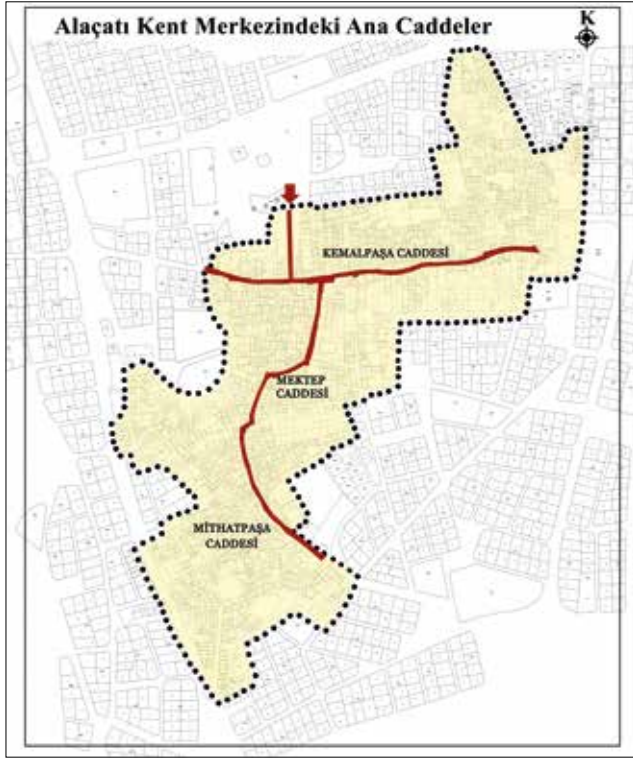 Alaçatı Kent Merkezindeki Ana Caddeler
K
KEMALPAŞA CADDESİ
MEKTEP
CADDESİ
MİTHATPAŞA
CADDESİ